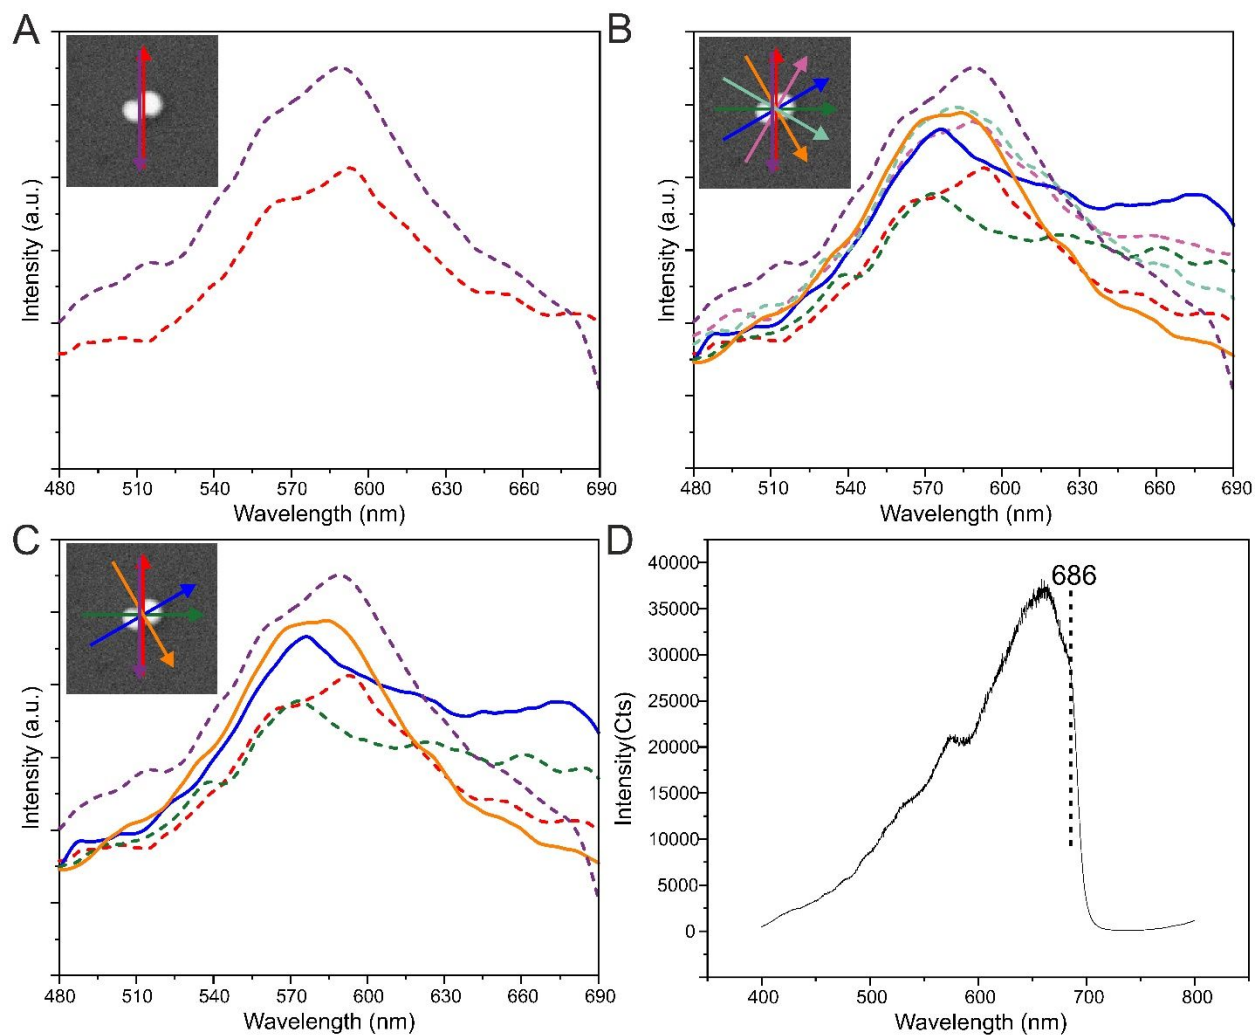 A
Intensity (a.u.)
480 510 540 570 600 630 660 690
Wavelength (nm)
B
Intensity (a.u.)
480 510 540 570 600 630 660 690
Wavelength (nm)
C
Intensity (a.u.)
480 510 540 570 600 630 660 690
Wavelength (nm)
D
686
Intensity(Cts)
40000
35000
30000
25000
20000
15000
10000
5000
0
400 500 600 700 800
Wavelength (nm)